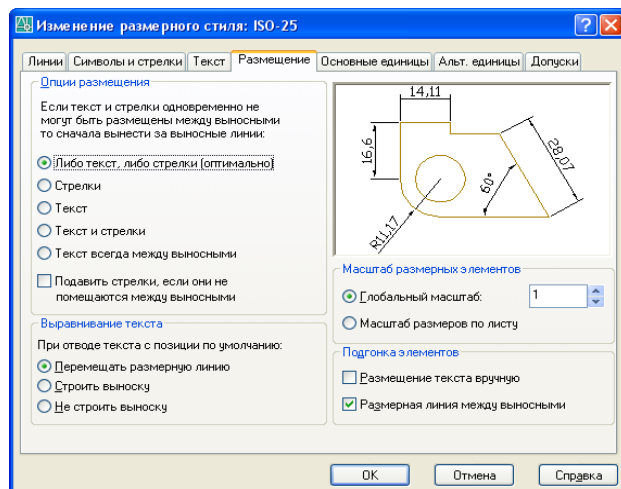 Изменение размерного стиля: ISO-25
Линии
Символы и стрелки
Текст
Размещение
Основные единицы
Альт. единицы
Допуски
Опции размещения
Если текст и стрелки одновременно не
могут быть размещены между выносными
то сначала вынести за выносные линии:
Либо текст, либо стрелки (оптимально)
Стрелки
Текст
Текст и стрелки
Текст всегда между выносными
Подавить стрелки, если они не
помещаются между выносными
Выравнивание текста
При отводе текста с позиции по умолчанию:
Перемещать размерную линию
Строить выноску
Не строить выноску
14,11
16,6
28,07
60°
R11,17
Масштаб размерных элементов
Глобальный масштаб:
1
Масштаб размеров по листу
Подгонка элементов
Размещение текста вручную
Размерная линия между выносными
OK
Отмена
Справка